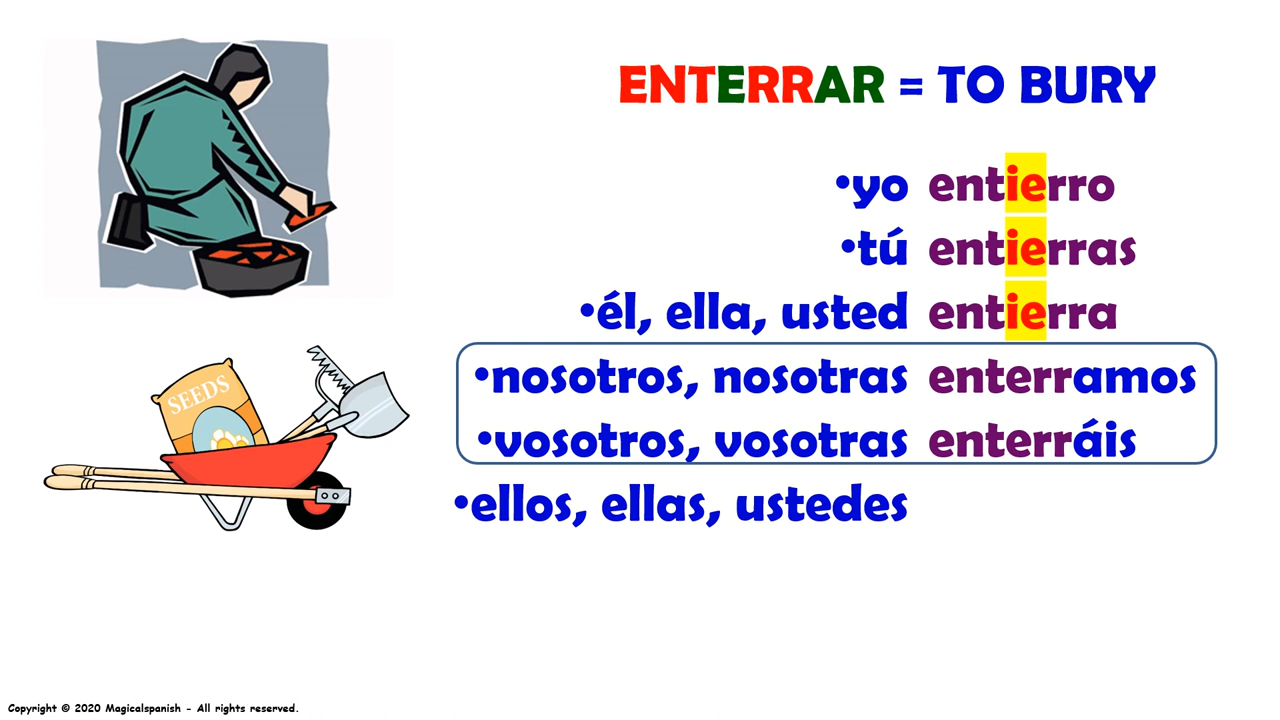 ENTERRAR = TO BURY
•yo entierro
•tú entierras
•él, ella, usted entierra
•nosotros, nosotras enterramos
•vosotros, vosotras enterráis
•ellos, ellas, ustedes
SEEDS
Copyright © 2020 Magicalspanish - All rights reserved.